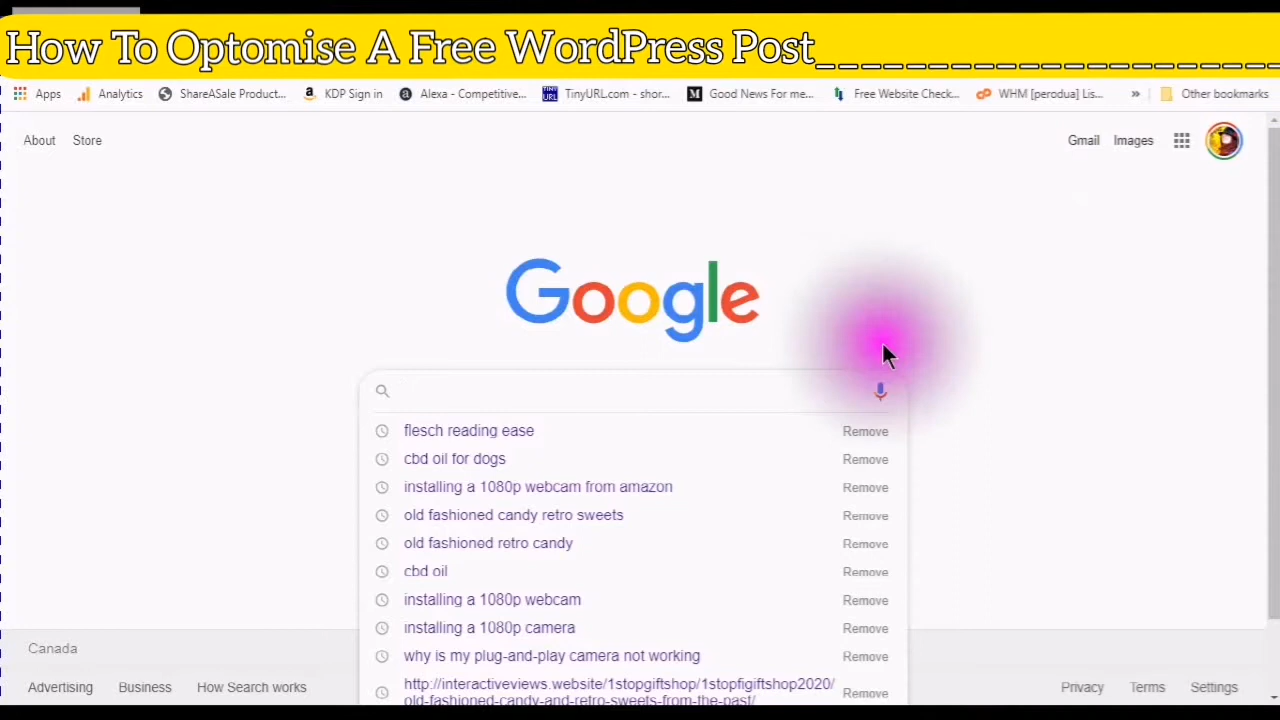 How To Optomise A Free WordPress Post_ _ _ _ _ _ _ _ _ _ _ _ _ _ _ _ _ _ _ _ _
Apps Analytics ShareASale Product... a KDP Sign in a Alexa - Competitive... TINY URL TinyURL.com - shor... M Good News For me... Free Website Check... cP WHM [perodua] Lis... » Other bookmarks
About Store Gmail Images
Google
flesch reading ease Remove
cbd oil for dogs Remove
installing a 1080p webcam from amazon Remove
old fashioned candy retro sweets Remove
old fashioned retro candy Remove
cbd oil Remove
installing a 1080p webcam Remove
installing a 1080p camera Remove
why is my plug-and-play camera not working Remove
http://interactiveviews.website/1stopgiftshop/1stopfigiftshop2020/
old-fashioned-candy-and-retro-sweets-from-the-past/ Remove
Canada
Advertising Business How Search works Privacy Terms Settings